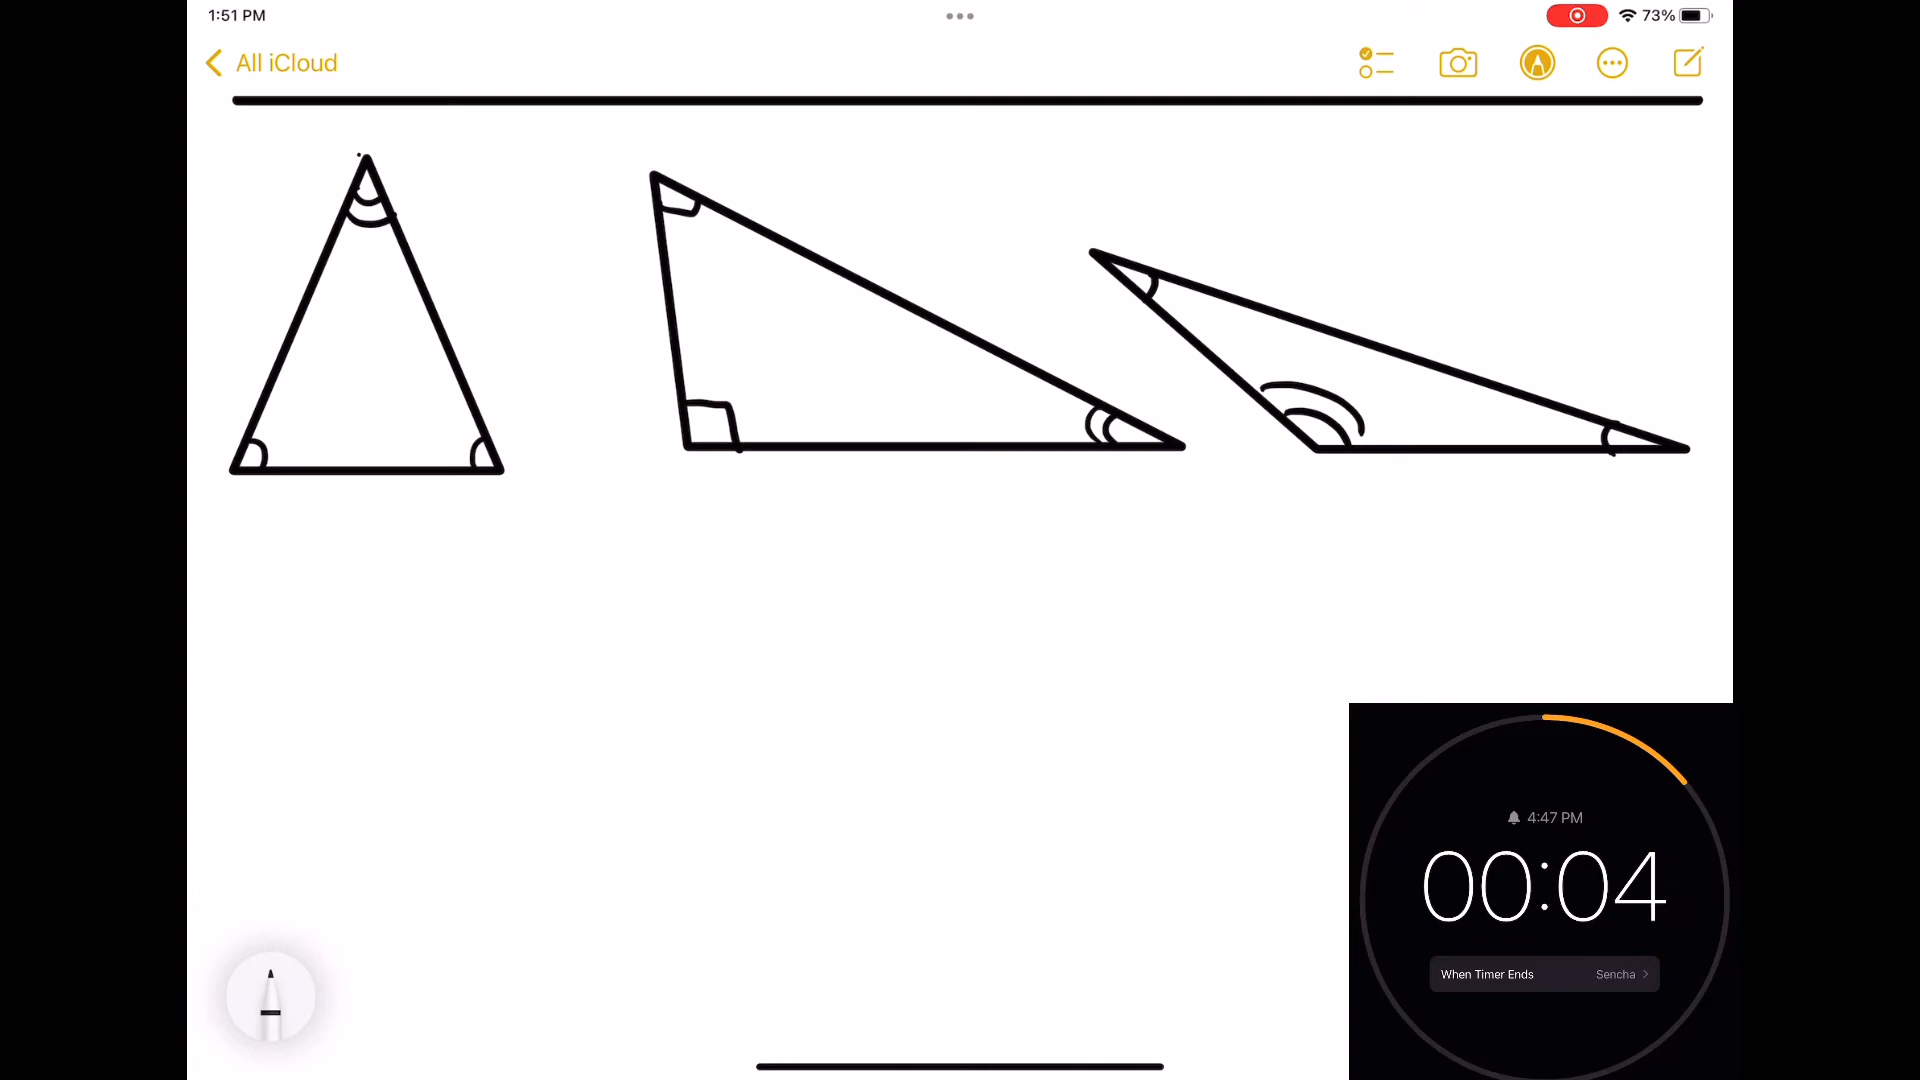 1:51 PM
73%
All iCloud
4:47 PM
00:04
When Timer Ends Sencha